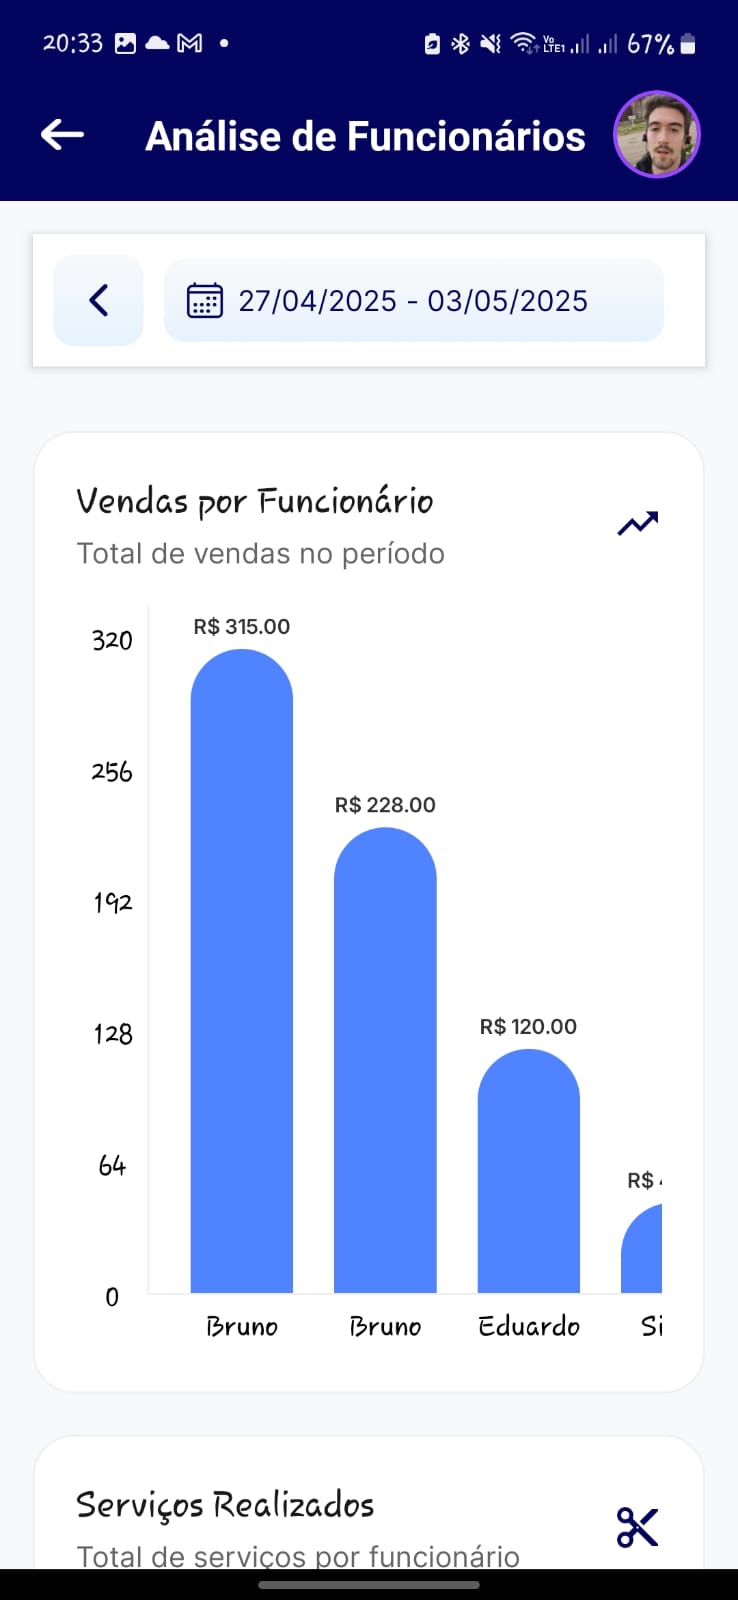 20:33
VoLTE1 67%
Análise de Funcionários
27/04/2025 - 03/05/2025
Vendas por Funcionário
Total de vendas no período
320
256
192
128
64
0
R$ 315.00
R$ 228.00
R$ 120.00
R$
Bruno
Bruno
Eduardo
Si
Serviços Realizados
Total de serviços por funcionário